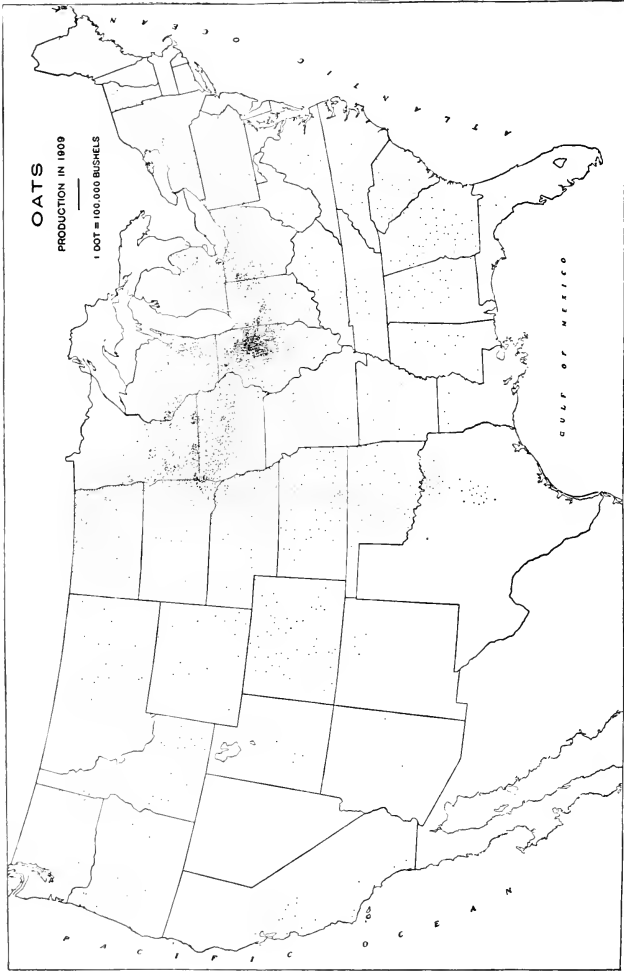 OATS
PRODUCTION IN 1909
1 DOT = 100,000 BUSHELS
ATLANTIC OCEAN
GULF OF MEXICO
PACIFIC OCEAN